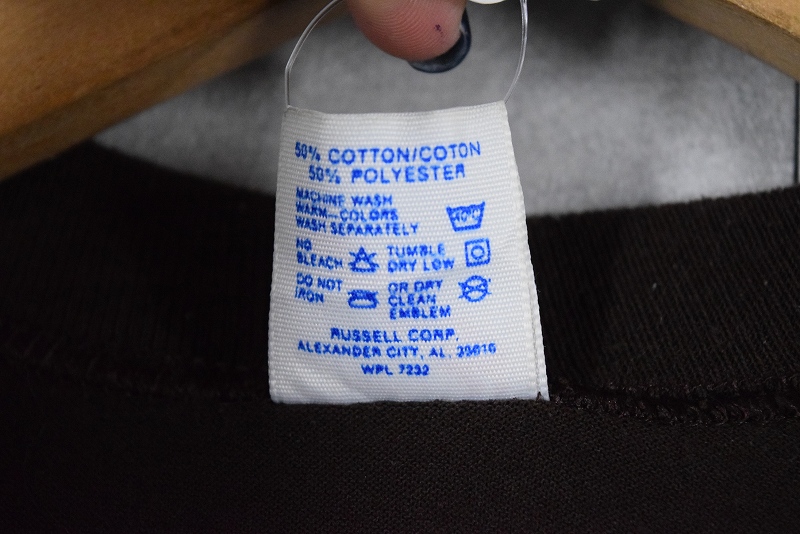 50% COTTON/COTON
50% POLYESTER
MACHINE WASH
WARM-COLORS
WASH SEPARATELY
40°C
NO BLEACH
TUMBLE DRY LOW
DO NOT IRON
OR DRY CLEAN EMBLEM
RUSSELL CORP.
ALEXANDER CITY, AL. 35010
WPL 7232